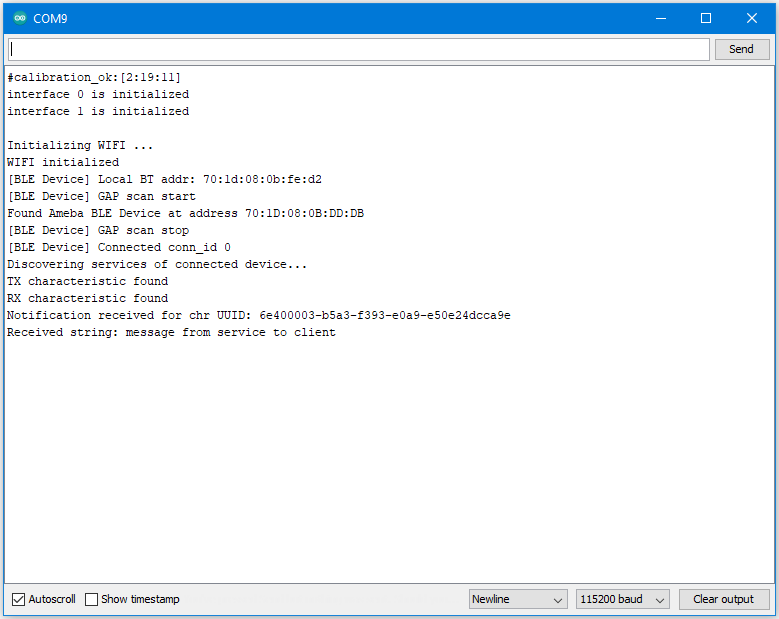 COM9
Send
#calibration_ok:[2:19:11]
interface 0 is initialized
interface 1 is initialized
Initializing WIFI ...
WIFI initialized
[BLE Device] Local BT addr: 70:1d:08:0b:fe:d2
[BLE Device] GAP scan start
Found Ameba BLE Device at address 70:1D:08:0B:DD:DB
[BLE Device] GAP scan stop
[BLE Device] Connected conn_id 0
Discovering services of connected device...
TX characteristic found
RX characteristic found
Notification received for chr UUID: 6e400003-b5a3-f393-e0a9-e50e24dcca9e
Received string: message from service to client
Autoscroll Show timestamp Newline 115200 baud Clear output